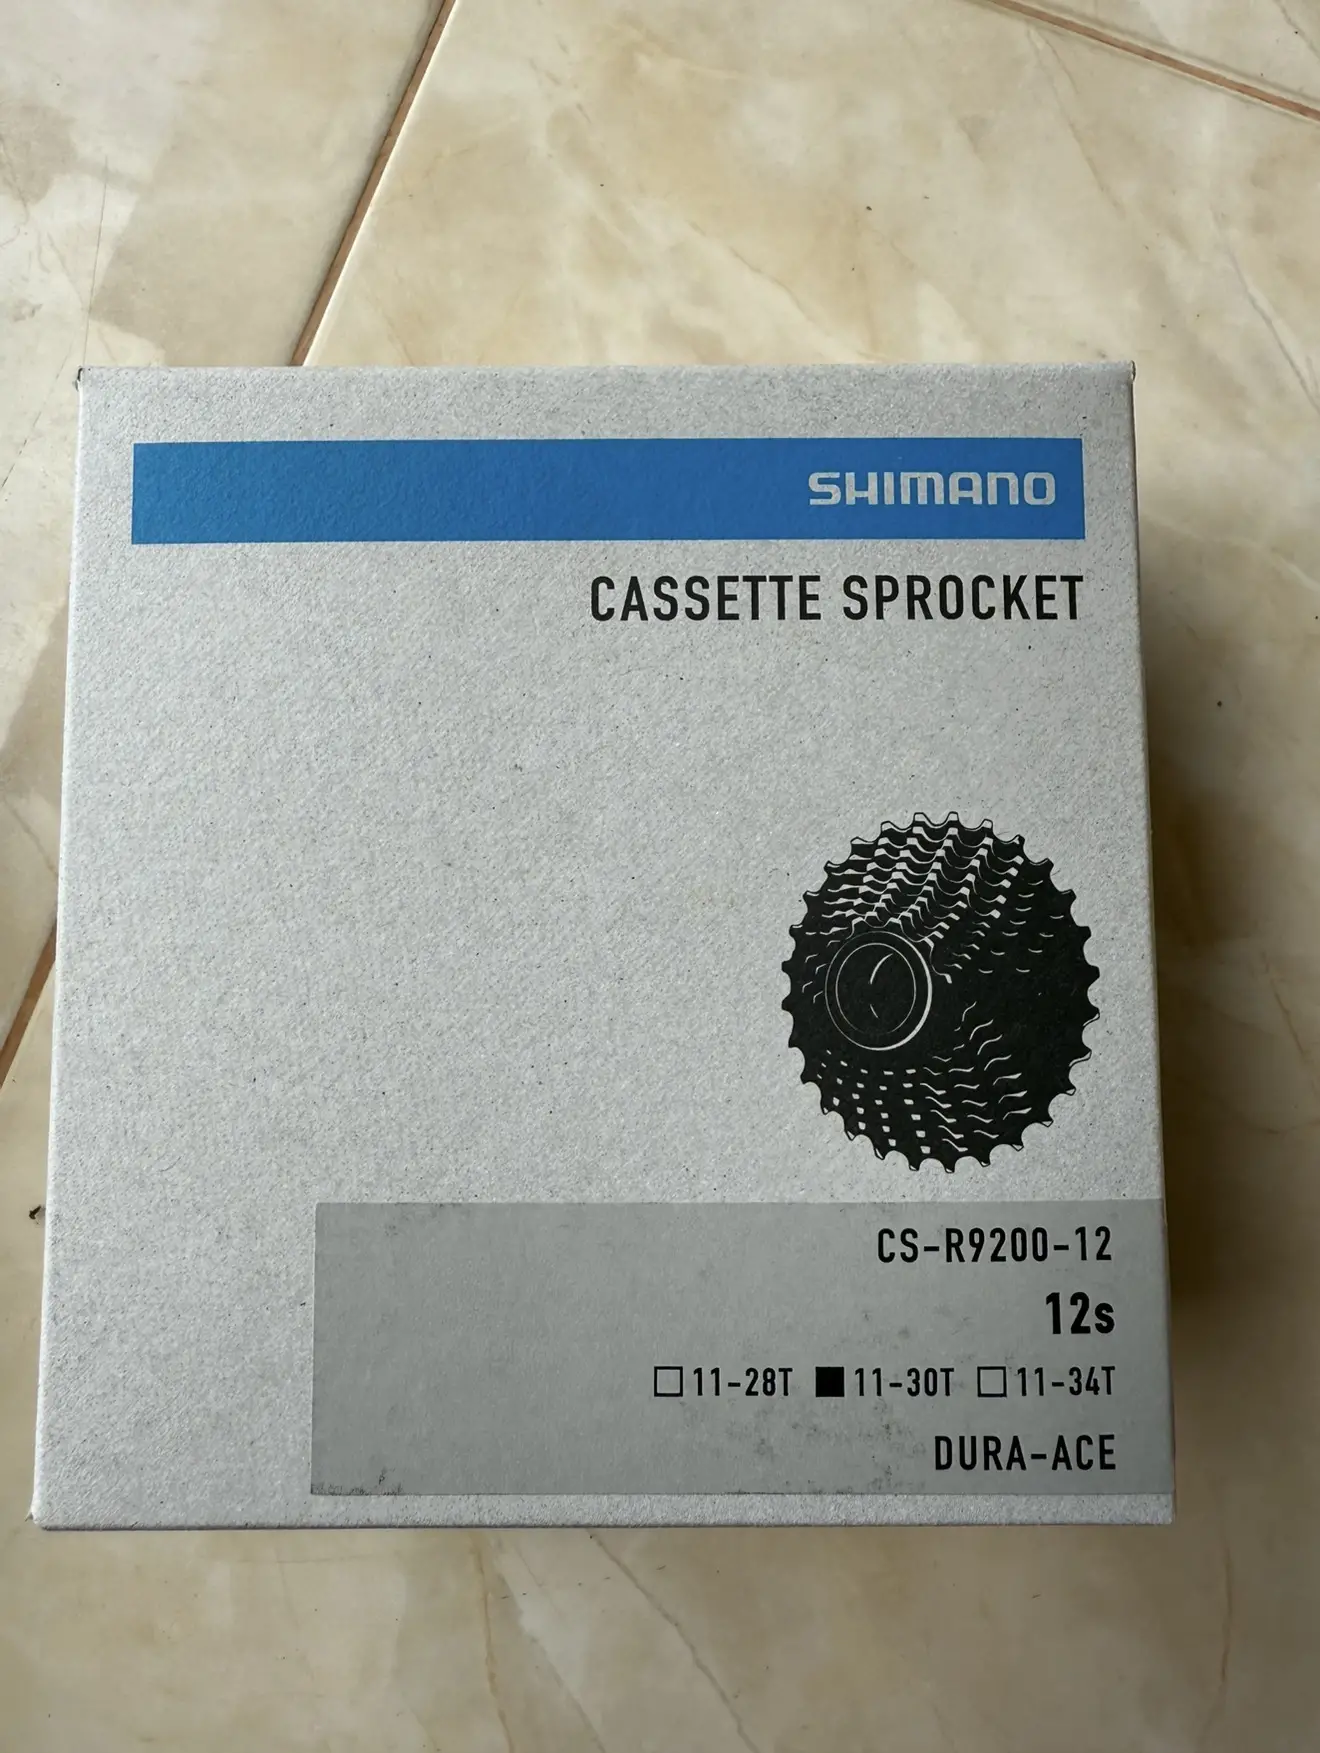 SHIMANO
CASSETTE SPROCKET
CS-R9200-12
12s
□ 11-28T ■ 11-30T □ 11-34T
DURA-ACE